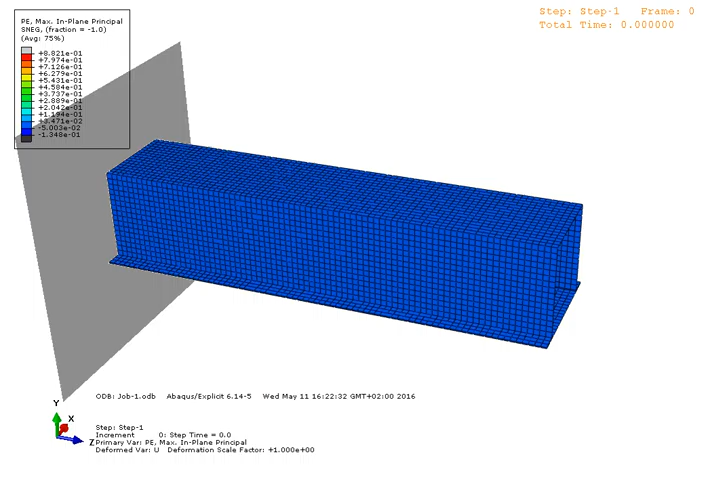 Step: Step-1 Frame: 0
Total Time: 0.000000
PE, Max. In-Plane Principal
SNEG, (fraction = -1.0)
(Avg: 75%)
+8.821e-01
+7.974e-01
+7.126e-01
+6.279e-01
+5.431e-01
+4.584e-01
+3.737e-01
+2.889e-01
+2.042e-01
+1.194e-01
+3.471e-02
-5.003e-02
-1.348e-01
ODB: Job-1.odb Abaqus/Explicit 6.14-5 Wed May 11 16:22:32 GMT+02:00 2016
Y
X
Z
Step: Step-1
Increment 0: Step Time = 0.0
Primary Var: PE, Max. In-Plane Principal
Deformed Var: U Deformation Scale Factor: +1.000e+00